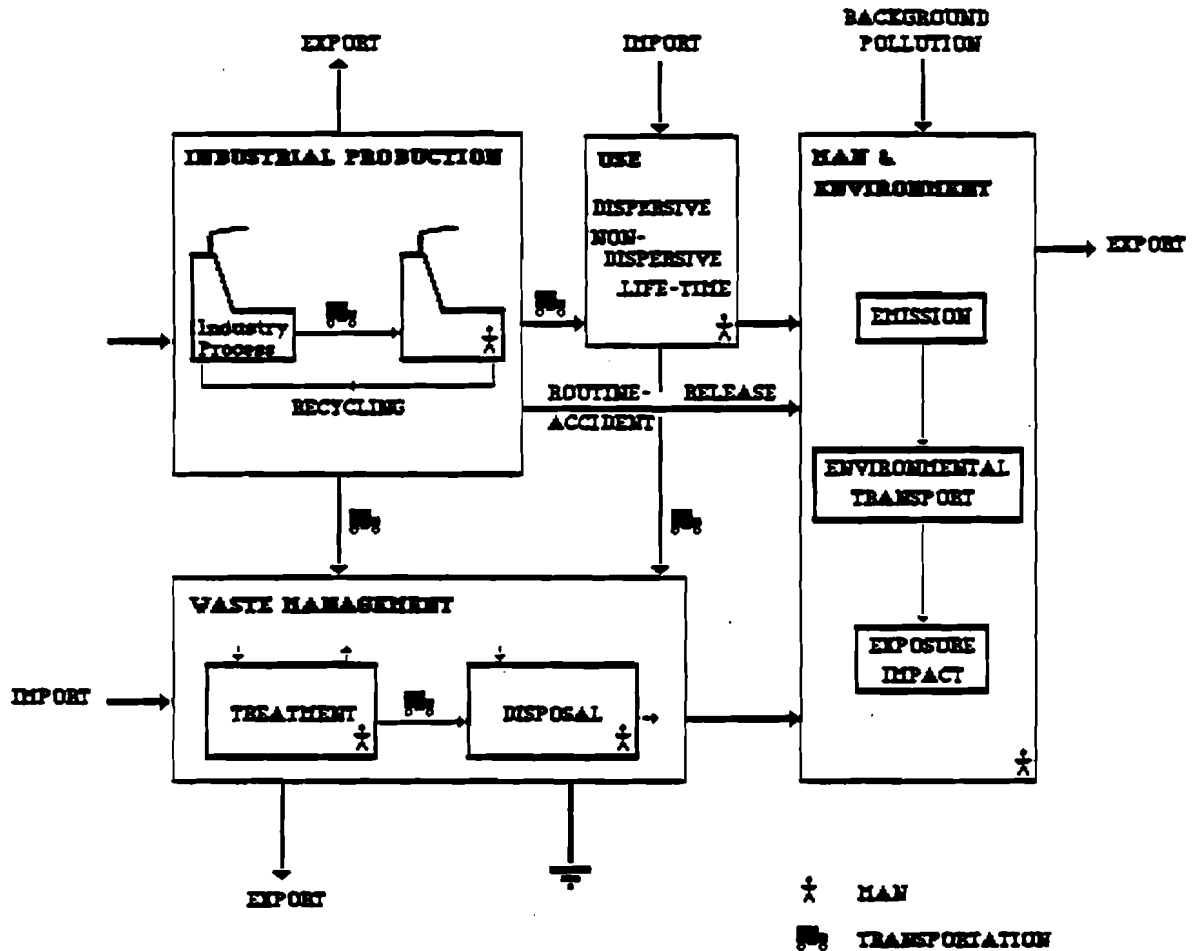 EXPORT
IMPORT
BACKGROUND
POLLUTION
INDUSTRIAL PRODUCTION
Industry
Process
RECYCLING
USE
DISPERSIVE
NON-
DISPERSIVE
LIFE-TIME
ROUTINE-
ACCIDENT
RELEASE
MAN &
ENVIRONMENT
EMISSION
ENVIRONMENTAL
TRANSPORT
EXPOSURE
IMPACT
EXPORT
WASTE MANAGEMENT
IMPORT
TREATMENT
DISPOSAL
EXPORT
MAN
TRANSPORTATION